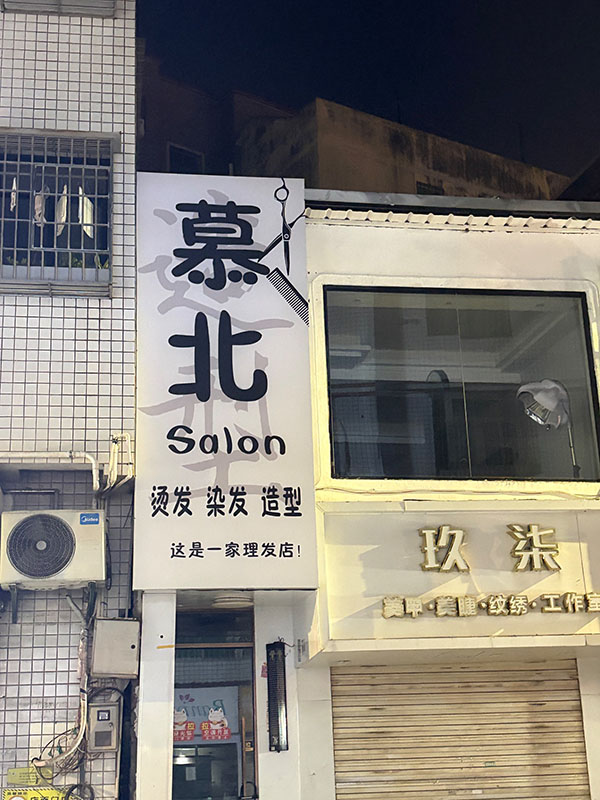 慕
北
Salon
烫发 染发 造型
这是一家理发店!
玖 柒
美甲·美睫·纹绣·工作室
Midea